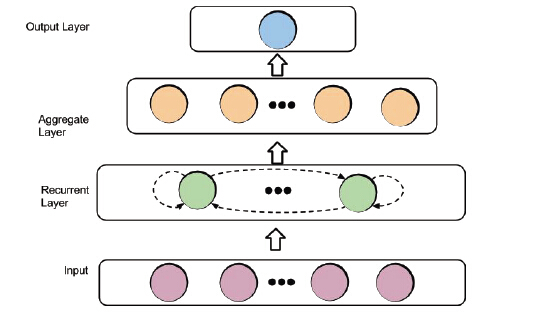 Output Layer
Aggregate
Layer
Recurrent
Layer
Input